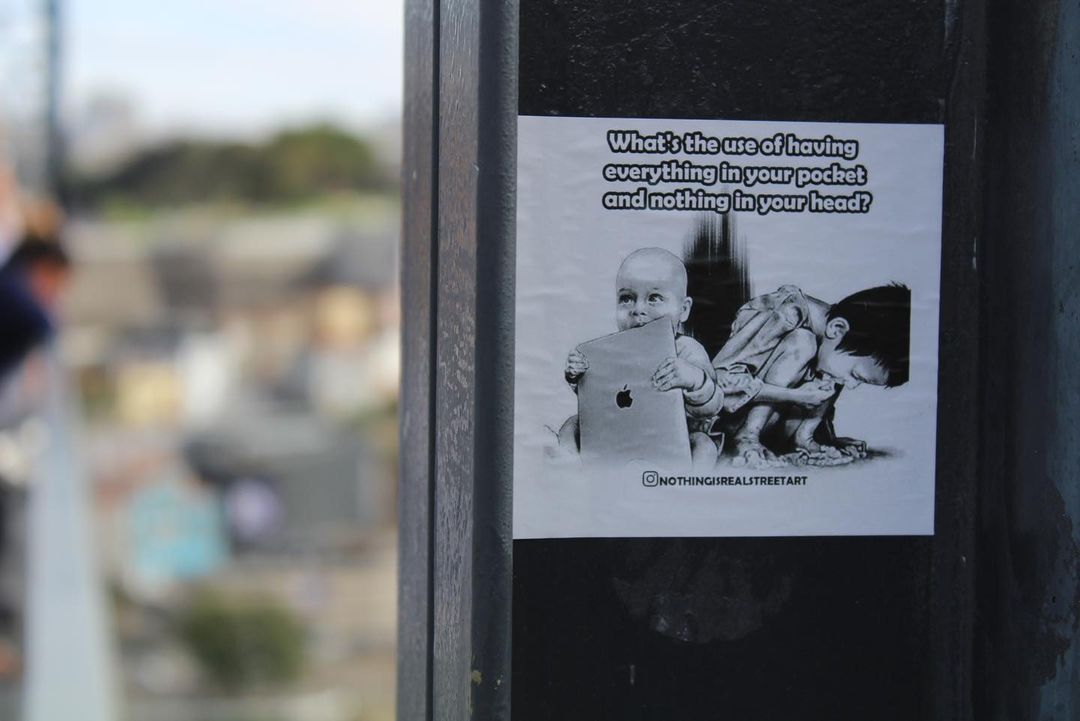 What's the use of having
everything in your pocket
and nothing in your head?
NOTHINGISREALSTREETART